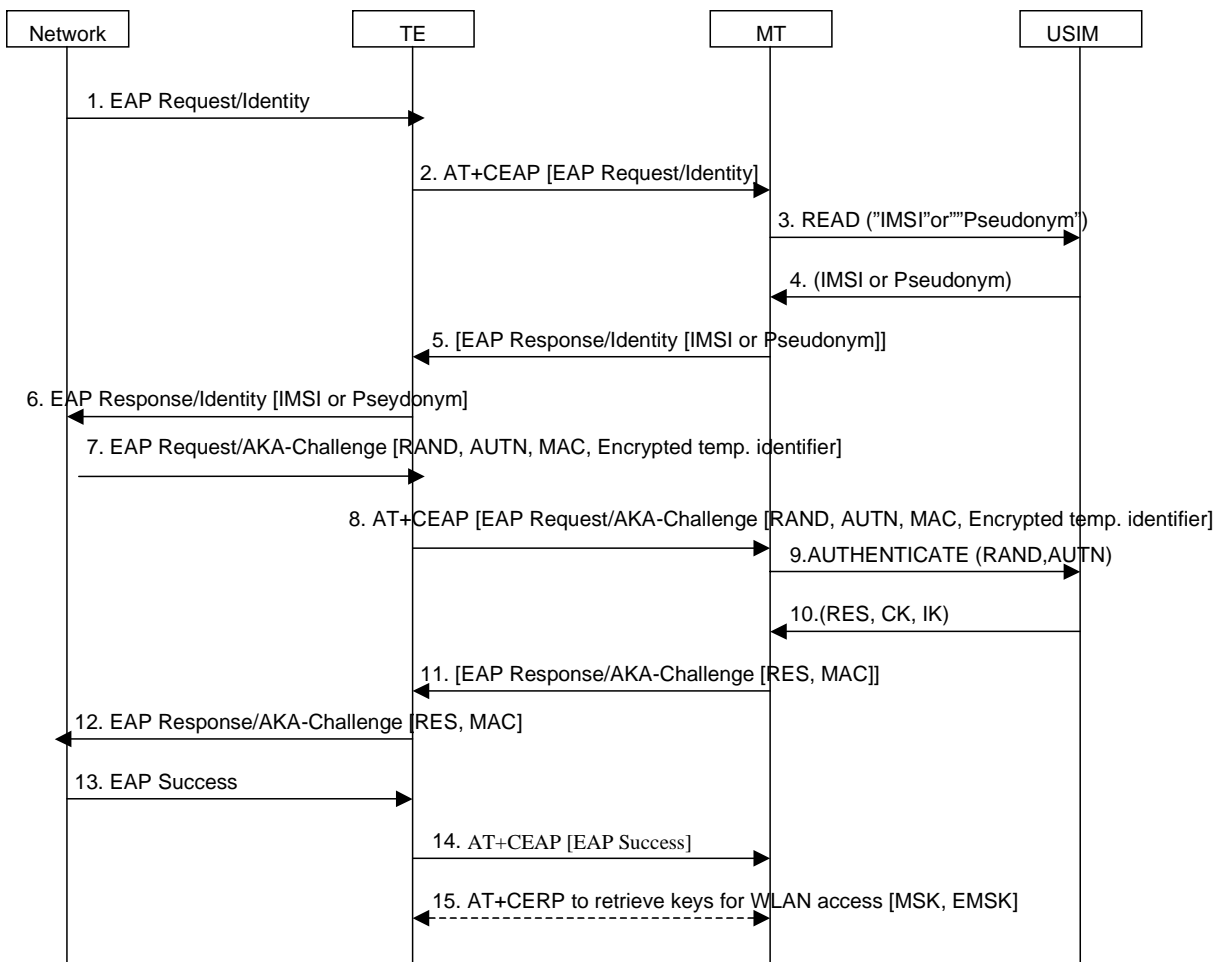 Network
TE
MT
USIM
1. EAP Request/Identity
2. AT+CEAP [EAP Request/Identity]
3. READ ("IMSI”or””Pseudonym”)
4. (IMSI or Pseudonym)
5. [EAP Response/Identity [IMSI or Pseudonym]]
6. EAP Response/Identity [IMSI or Pseydonym]
7. EAP Request/AKA-Challenge [RAND, AUTN, MAC, Encrypted temp. identifier]
8. AT+CEAP [EAP Request/AKA-Challenge [RAND, AUTN, MAC, Encrypted temp. identifier]
9.AUTHENTICATE (RAND,AUTN)
10.(RES, CK, IK)
11. [EAP Response/AKA-Challenge [RES, MAC]]
12. EAP Response/AKA-Challenge [RES, MAC]
13. EAP Success
14. AT+CEAP [EAP Success]
15. AT+CERP to retrieve keys for WLAN access [MSK, EMSK]